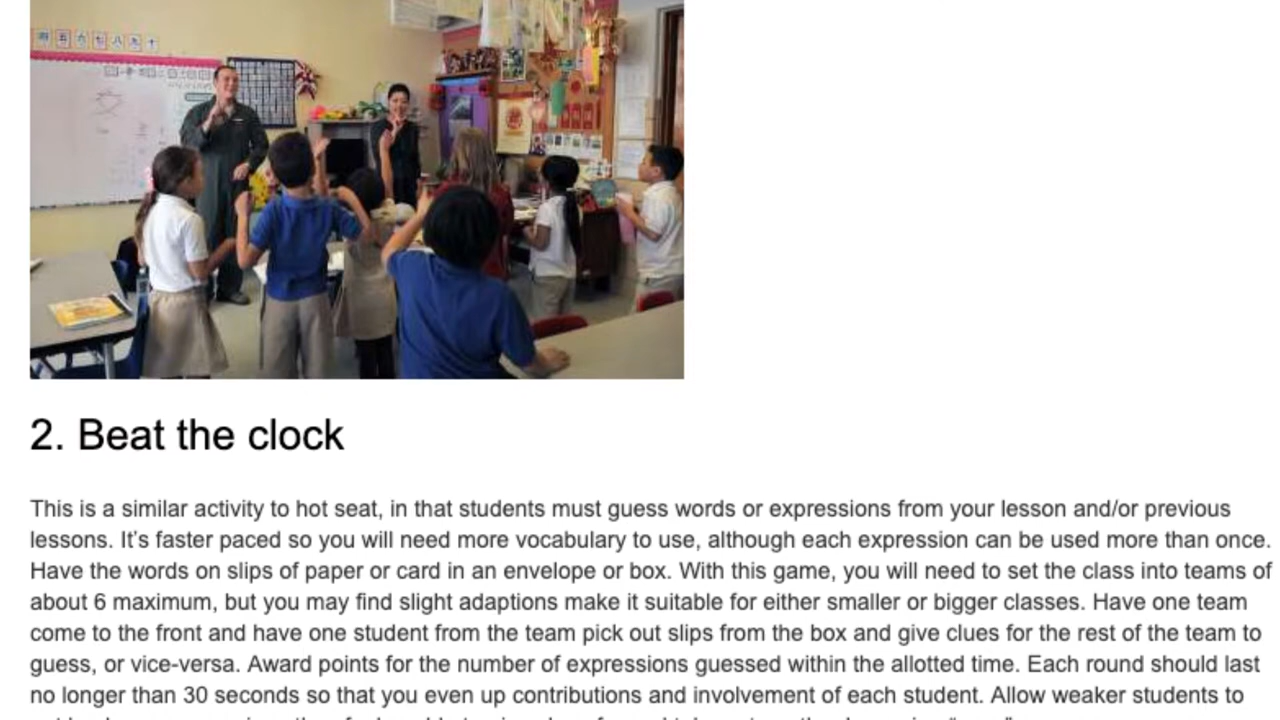 四 五 六 七 八 九 十
2. Beat the clock
This is a similar activity to hot seat, in that students must guess words or expressions from your lesson and/or previous
lessons. It's faster paced so you will need more vocabulary to use, although each expression can be used more than once.
Have the words on slips of paper or card in an envelope or box. With this game, you will need to set the class into teams of
about 6 maximum, but you may find slight adaptions make it suitable for either smaller or bigger classes. Have one team
come to the front and have one student from the team pick out slips from the box and give clues for the rest of the team to
guess, or vice-versa. Award points for the number of expressions guessed within the allotted time. Each round should last
no longer than 30 seconds so that you even up contributions and involvement of each student. Allow weaker students to